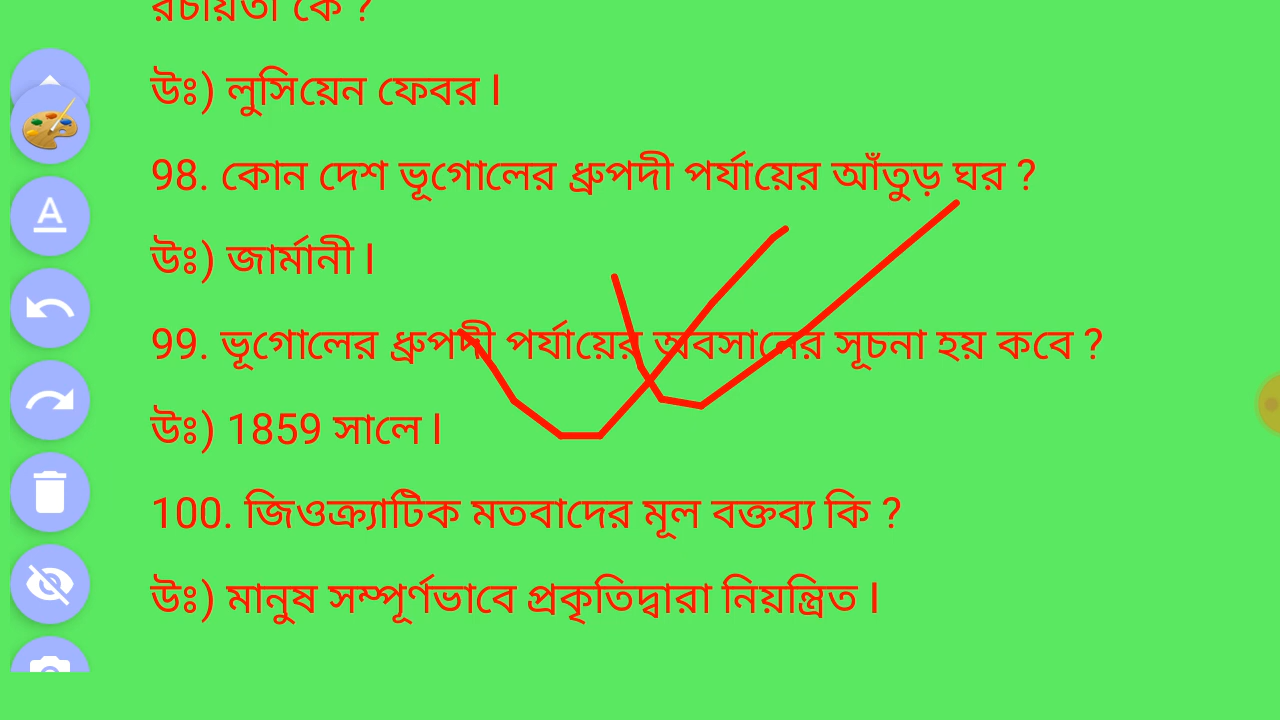 রচয়িতা কে ?
উঃ) লুসিয়েন ফেবর l
98. কোন দেশ ভূগোলের ধ্রুপদী পর্যায়ের আঁতুড় ঘর ?
উঃ) জার্মানী l
99. ভূগোলের ধ্রুপদী পর্যায়ের অবসানের সূচনা হয় কবে ?
উঃ) 1859 সালে l
100. জিওক্র্যাটিক মতবাদের মূল বক্তব্য কি ?
উঃ) মানুষ সম্পূর্ণভাবে প্রকৃতিদ্বারা নিয়ন্ত্রিত l